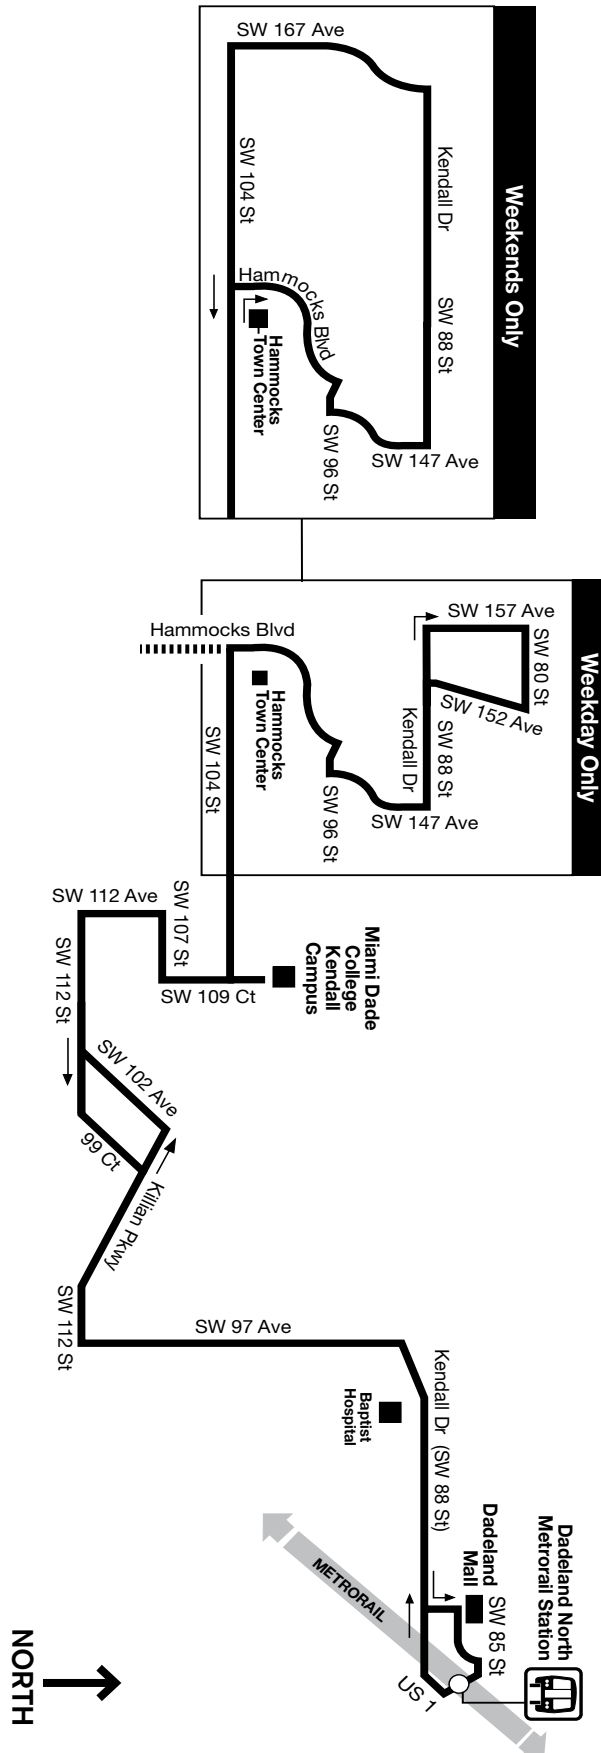 Weekends Only
SW 167 Ave
Kendall Dr
SW 88 St
SW 104 St
Hammocks Blvd
Hammocks
Town Center
SW 96 St
SW 147 Ave
Weekday Only
SW 157 Ave
SW 80 St
SW 152 Ave
Hammocks Blvd
Kendall Dr
SW 88 St
Hammocks
Town Center
SW 104 St
SW 96 St
SW 147 Ave
SW 112 Ave
SW 107 St
Miami Dade
College
Kendall
Campus
SW 109 Ct
SW 112 St
SW 102 Ave
99 Ct
Killian Pkwy
SW 112 St
SW 97 Ave
Kendall Dr (SW 88 St)
Baptist
Hospital
Dadeland
Mall
SW 85 St
Dadeland North
Metrorail Station
METRORAIL
US 1
NORTH